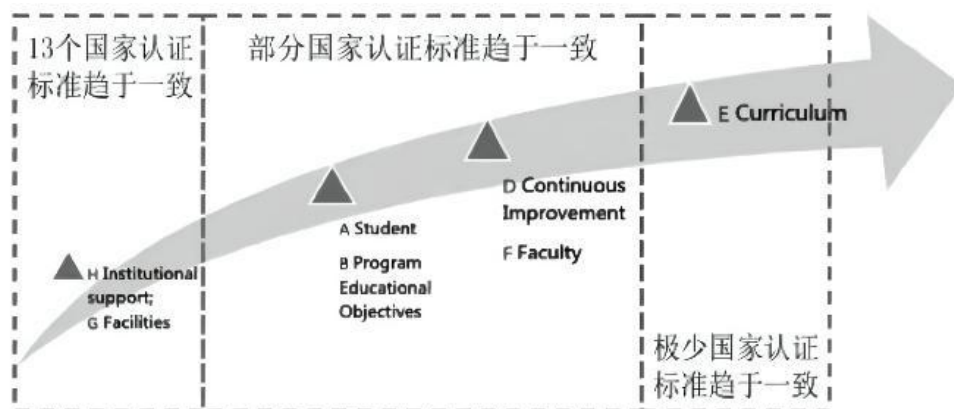 13个国家认证
标准趋于一致
部分国家认证标准趋于一致
E Curriculum
D Continuous
Improvement
F Faculty
A Student
B Program
Educational
Objectives
H Institutional
support;
G Facilities
极少国家认证
标准趋于一致